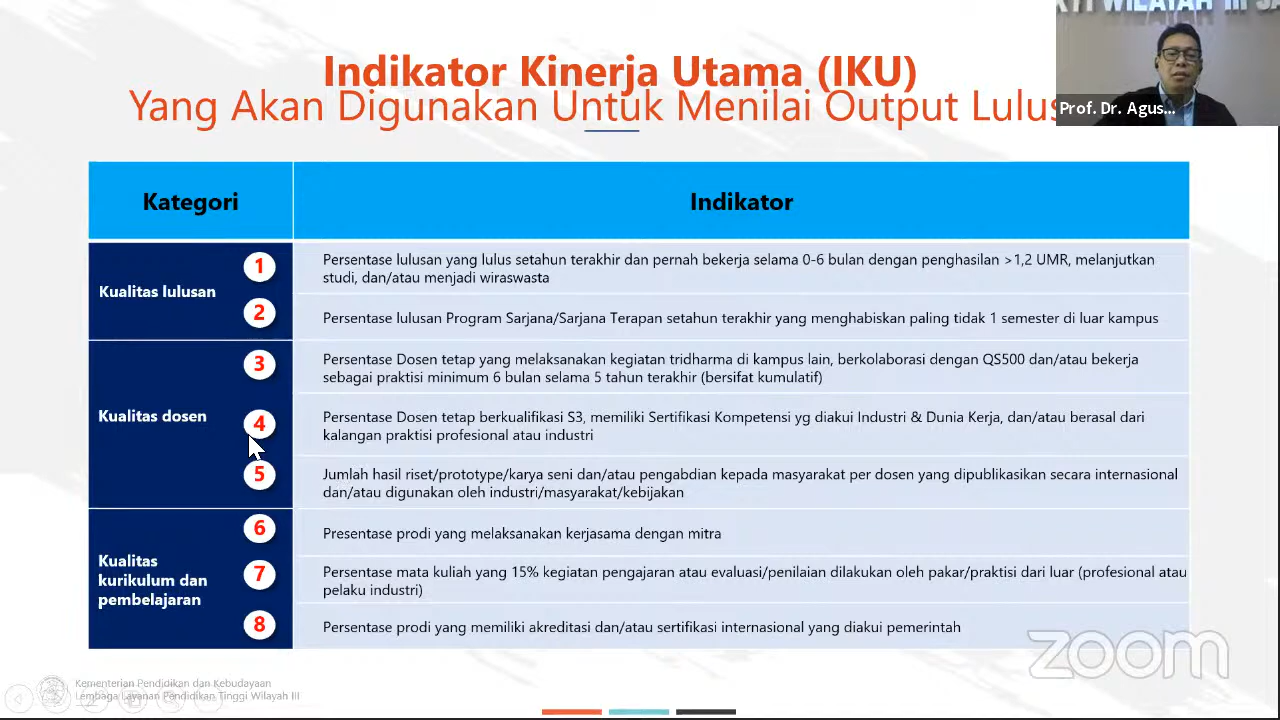 WILAYAH III
Indikator Kinerja Utama (IKU)
Yang Akan Digunakan Untuk Menilai Output
Prof. Dr. Agus...
Kategori
Indikator
Kualitas lulusan
1
Persentase lulusan yang lulus setahun terakhir dan pernah bekerja selama 0-6 bulan dengan penghasilan >1,2 UMR, melanjutkan
studi, dan/atau menjadi wiraswasta
2
Persentase lulusan Program Sarjana/Sarjana Terapan setahun terakhir yang menghabiskan paling tidak 1 semester di luar kampus
Kualitas dosen
3
Persentase Dosen tetap yang melaksanakan kegiatan tridharma di kampus lain, berkolaborasi dengan QS500 dan/atau bekerja
sebagai praktisi minimum 6 bulan selama 5 tahun terakhir (bersifat kumulatif)
4
Persentase Dosen tetap berkualifikasi S3, memiliki Sertifikasi Kompetensi yg diakui Industri & Dunia Kerja, dan/atau berasal dari
kalangan praktisi profesional atau industri
5
Jumlah hasil riset/prototype/karya seni dan/atau pengabdian kepada masyarakat per dosen yang dipublikasikan secara internasional
dan/atau digunakan oleh industri/masyarakat/kebijakan
Kualitas
kurikulum dan
pembelajaran
6
Presentase prodi yang melaksanakan kerjasama dengan mitra
7
Persentase mata kuliah yang 15% kegiatan pengajaran atau evaluasi/penilaian dilakukan oleh pakar/praktisi dari luar (profesional atau
pelaku industri)
8
Persentase prodi yang memiliki akreditasi dan/atau sertifikasi internasional yang diakui pemerintah
zoom
Kementerian Pendidikan dan Kebudayaan
Lembaga Layanan Pendidikan Tinggi Wilayah III